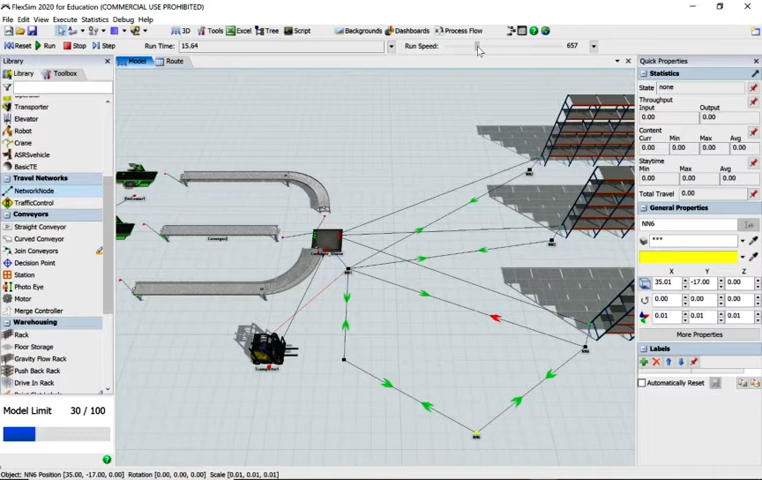 FlexSim 2020 for Education (COMMERCIAL USE PROHIBITED)
File Edit View Execute Statistics Debug Help
3D Tools Excel Tree Script Backgrounds Dashboards Process Flow
Reset Run Stop Step Run Time: 15.64 Run Speed: 657
Library
Library Toolbox
Model Route
Operator
Transporter
Elevator
Robot
Crane
ASRSvehicle
BasicTE
Travel Networks
NetworkNode
TrafficControl
Conveyors
Straight Conveyor
Curved Conveyor
Join Conveyors
Decision Point
Station
Photo Eye
Motor
Merge Controller
Warehousing
Rack
Floor Storage
Gravity Flow Rack
Push Back Rack
Drive In Rack
Model Limit 30 / 100
Quick Properties
Statistics
State none
Throughput
Input Output
0.00 0.00
Content
Curr Min Max Avg
0.00 0.00 0.00 0.00
Staytime
Min Max Avg
0.00 0.00 0.00
Total Travel 0.00
General Properties
NN6
***
X Y Z
35.01 -17.00 0.00
0.00 0.00 0.00
0.01 0.01 0.01
More Properties
Labels
Automatically Reset
Object: NN6 Position [35.00, -17.00, 0.00] Rotation [0.00, 0.00, 0.00] Scale [0.01, 0.01, 0.01]